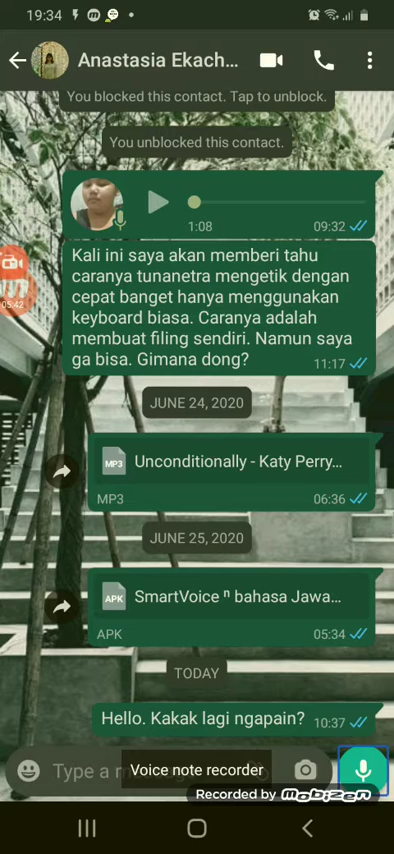 19:34
Anastasia Ekach...
You blocked this contact. Tap to unblock.
You unblocked this contact.
1:08 09:32
Kali ini saya akan memberi tahu
caranya tunanetra mengetik dengan
cepat banget hanya menggunakan
keyboard biasa. Caranya adalah
membuat filing sendiri. Namun saya
ga bisa. Gimana dong? 11:17
05:42
JUNE 24, 2020
MP3 Unconditionally - Katy Perry...
MP3 06:36
JUNE 25, 2020
APK SmartVoice ⁿ bahasa Jawa...
APK 05:34
TODAY
Hello. Kakak lagi ngapain? 10:37
Voice note recorder
Recorded by mobizen